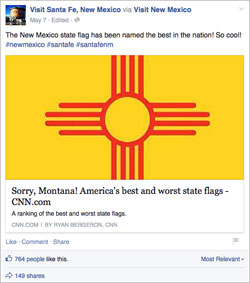 Visit Santa Fe, New Mexico via Visit New Mexico
May 7 · Edited ·
The New Mexico state flag has been named the best in the nation! So cool!
#newmexico #santafe #santafenm
Sorry, Montana! America's best and worst state flags -
CNN.com
A ranking of the best and worst state flags.
CNN.COM | BY RYAN BERGERON, CNN
Like · Comment · Share
764 people like this.
Most Relevant
149 shares